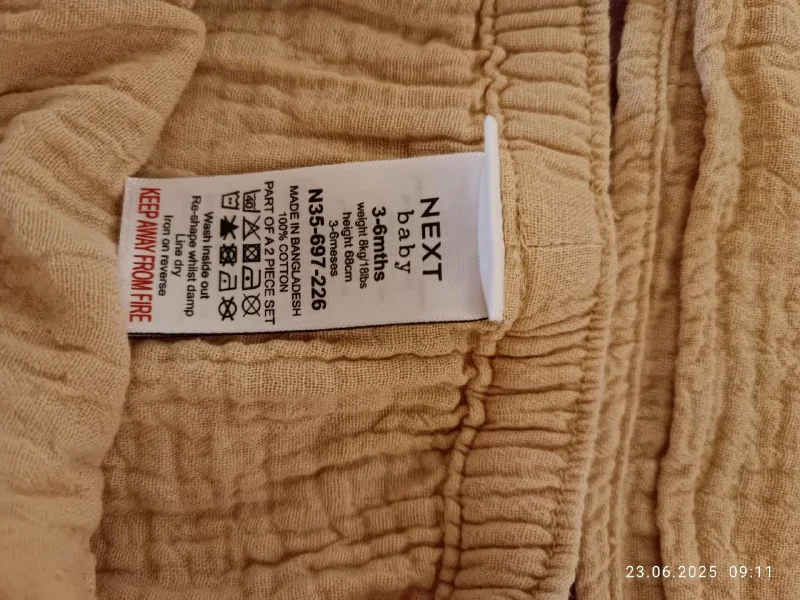 NEXT
baby
3-6mths
weight 8kg/18lbs
height 68cm
3-6meses
N35-697-226
MADE IN BANGLADESH
100% COTTON
PART OF A 2 PIECE SET
40
Wash inside out
Re-shape whilst damp
Line dry
Iron on reverse
KEEP AWAY FROM FIRE
23.06.2025 09:11